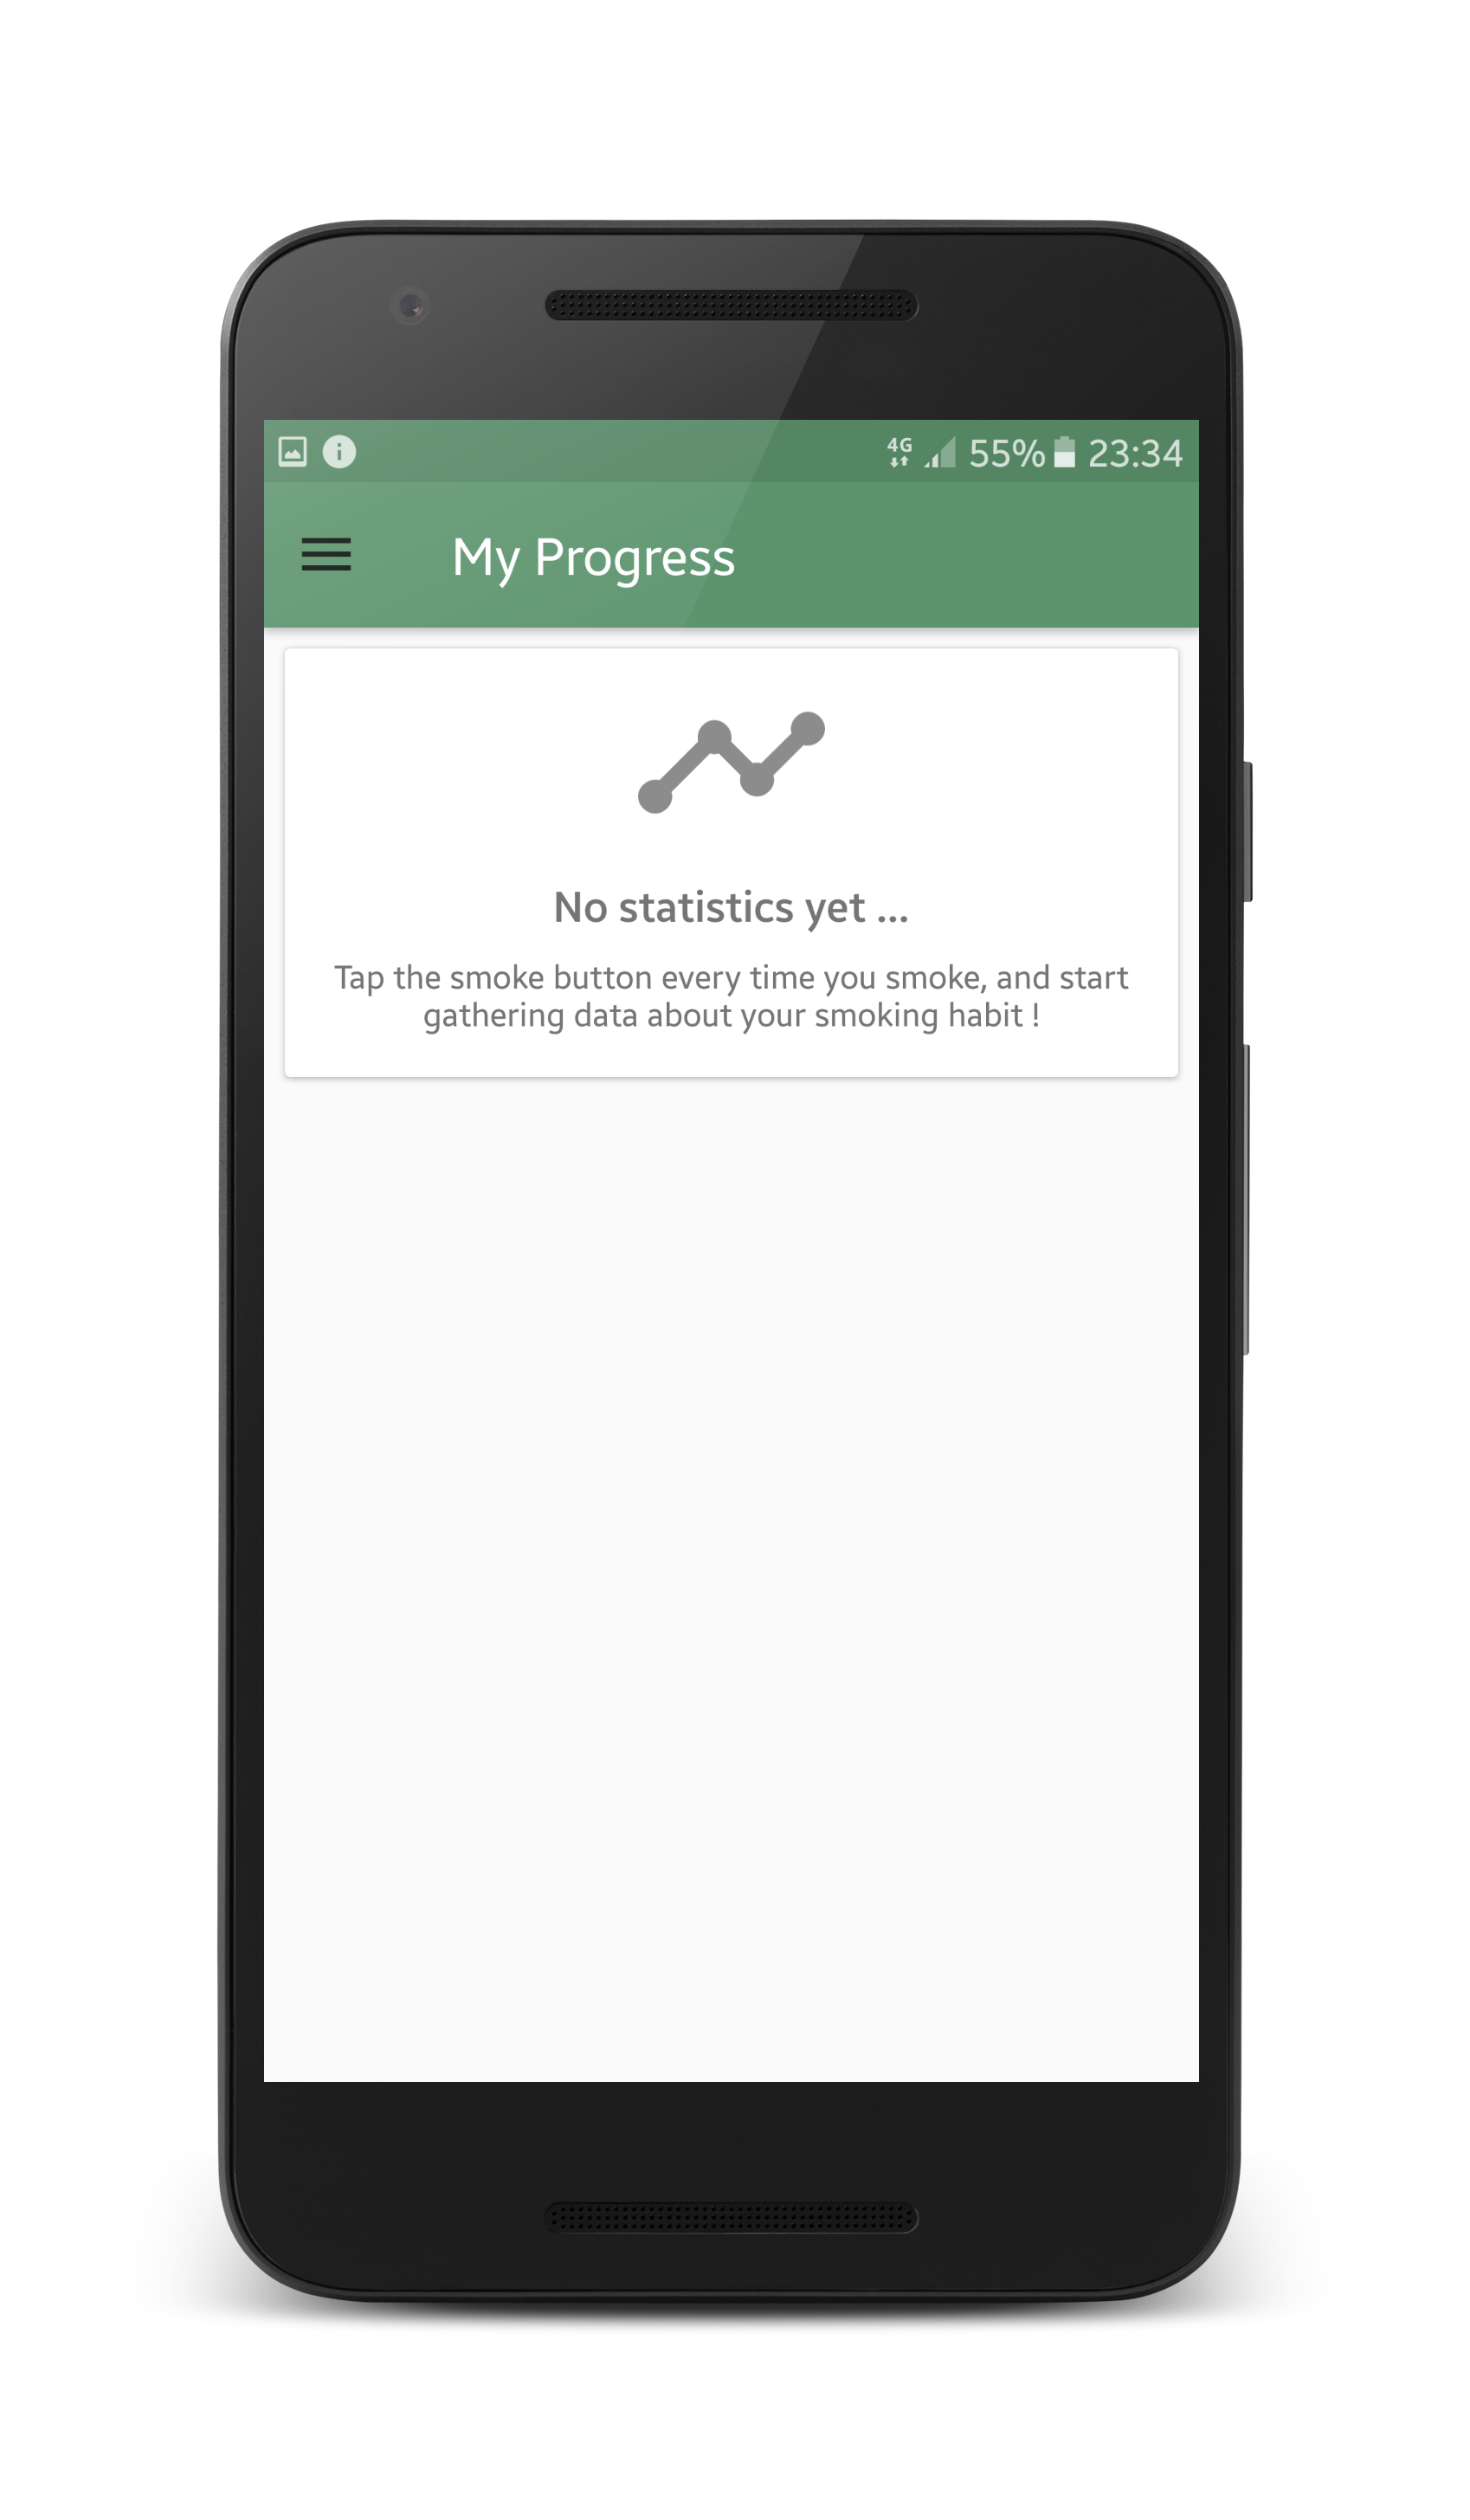 4G 55% 23:34
My Progress
No statistics yet ...
Tap the smoke button every time you smoke, and start
gathering data about your smoking habit !